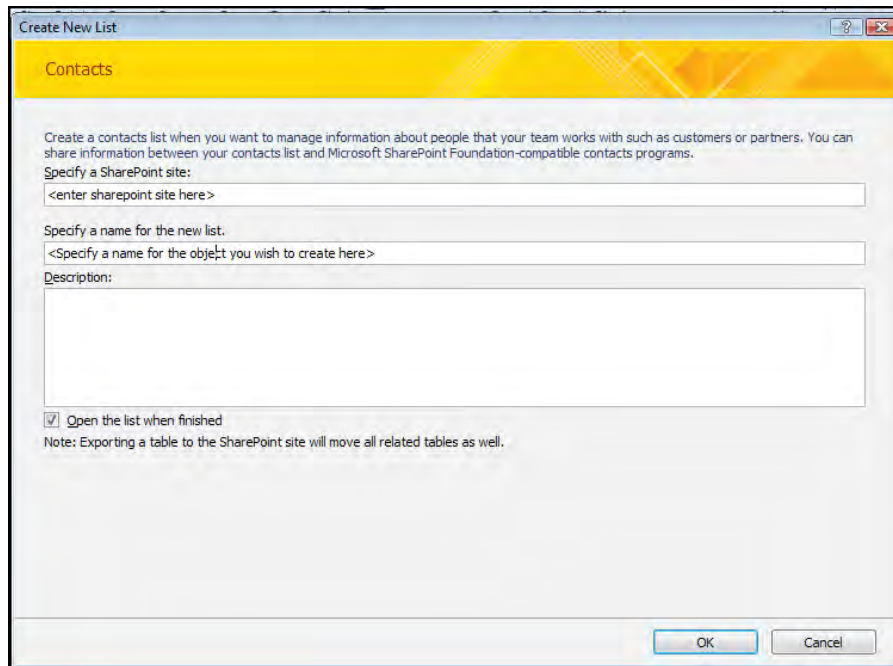 Create New List
Contacts
Create a contacts list when you want to manage information about people that your team works with such as customers or partners. You can
share information between your contacts list and Microsoft SharePoint Foundation-compatible contacts programs.
Specify a SharePoint site:
<enter sharepoint site here>
Specify a name for the new list.
<Specify a name for the object you wish to create here>
Description:
Open the list when finished
Note: Exporting a table to the SharePoint site will move all related tables as well.
OK
Cancel